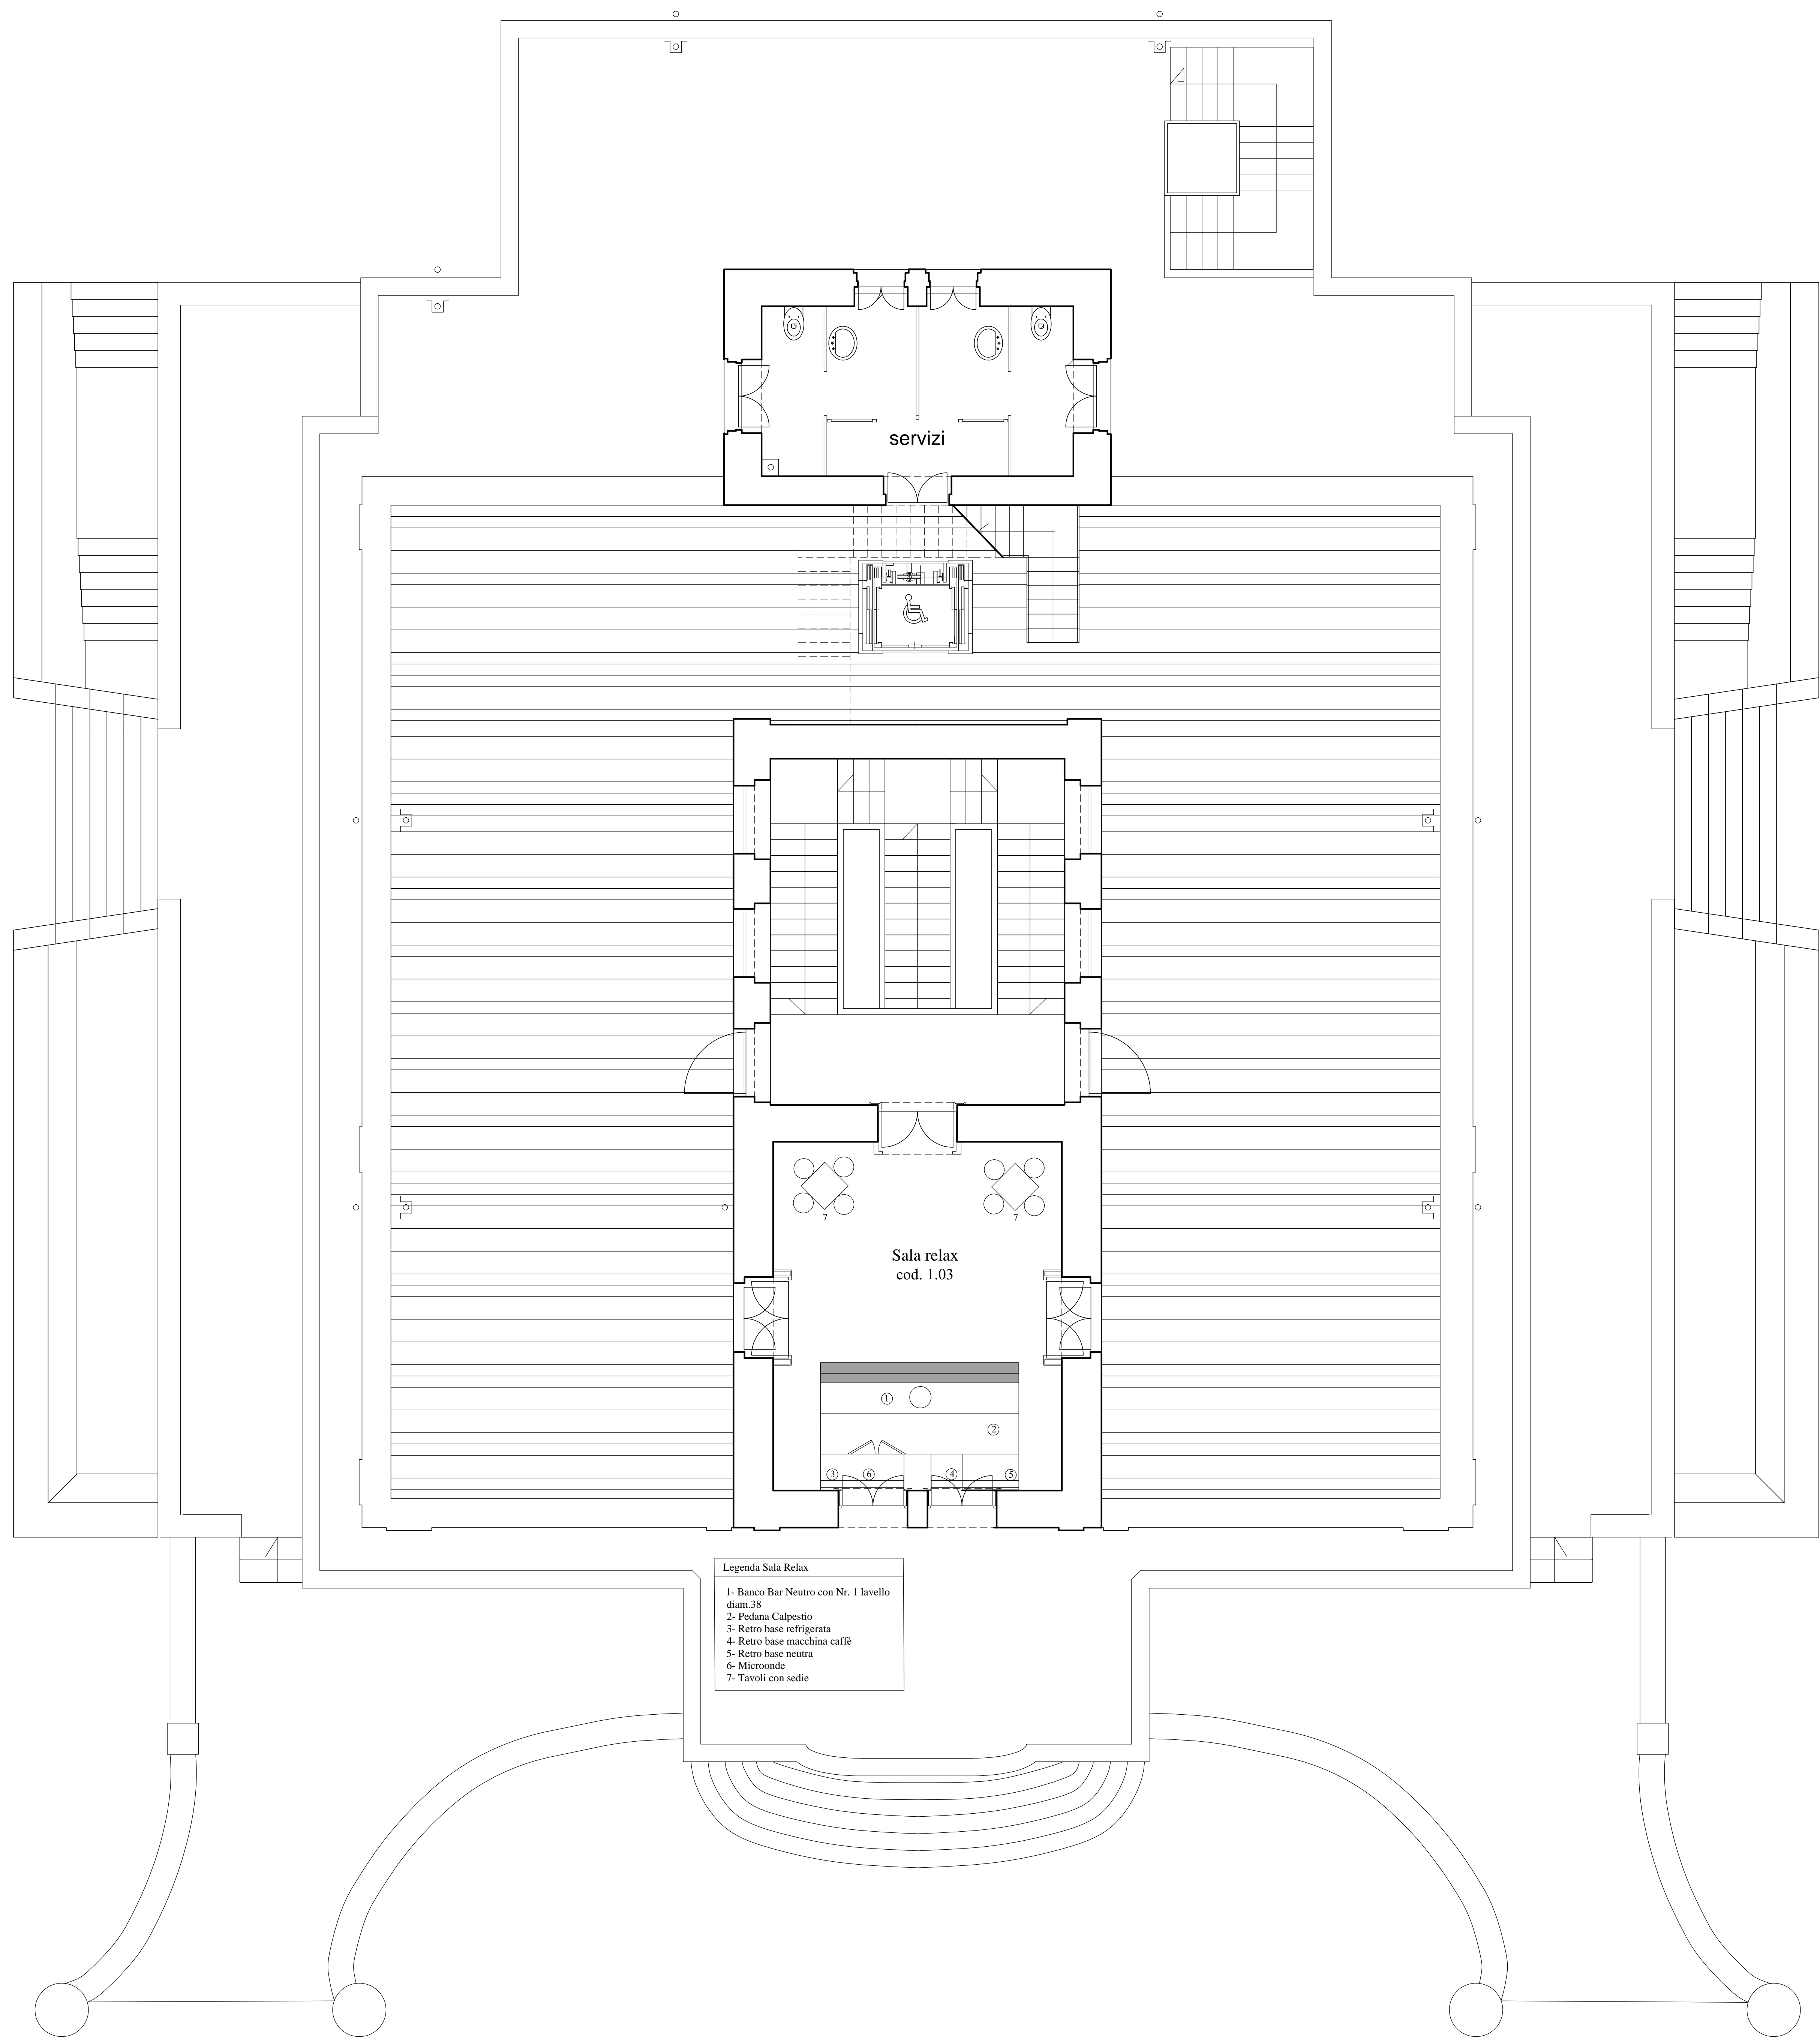 servizi
7
7
Sala relax
cod. 1.03
1
2
3
6
4
5
Legenda Sala Relax
1- Banco Bar Neutro con Nr. 1 lavello
diam.38
2- Pedana Calpestio
3- Retro base refrigerata
4- Retro base macchina caffè
5- Retro base neutra
6- Microonde
7- Tavoli con sedie